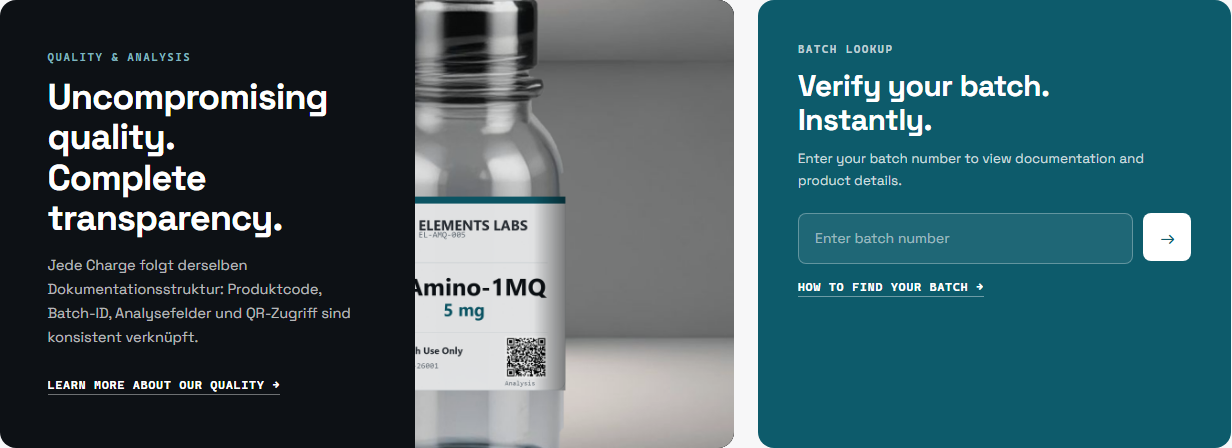 QUALITY & ANALYSIS
Uncompromising
quality.
Complete
transparency.
Jede Charge folgt derselben
Dokumentationsstruktur: Produktcode,
Batch-ID, Analysefelder und QR-Zugriff sind
konsistent verknüpft.
LEARN MORE ABOUT OUR QUALITY →
ELEMENTS LABS
EL-AMQ-005
Amino-1MQ
5 mg
h Use Only
26001
Analysis
BATCH LOOKUP
Verify your batch.
Instantly.
Enter your batch number to view documentation and
product details.
Enter batch number
→
HOW TO FIND YOUR BATCH →